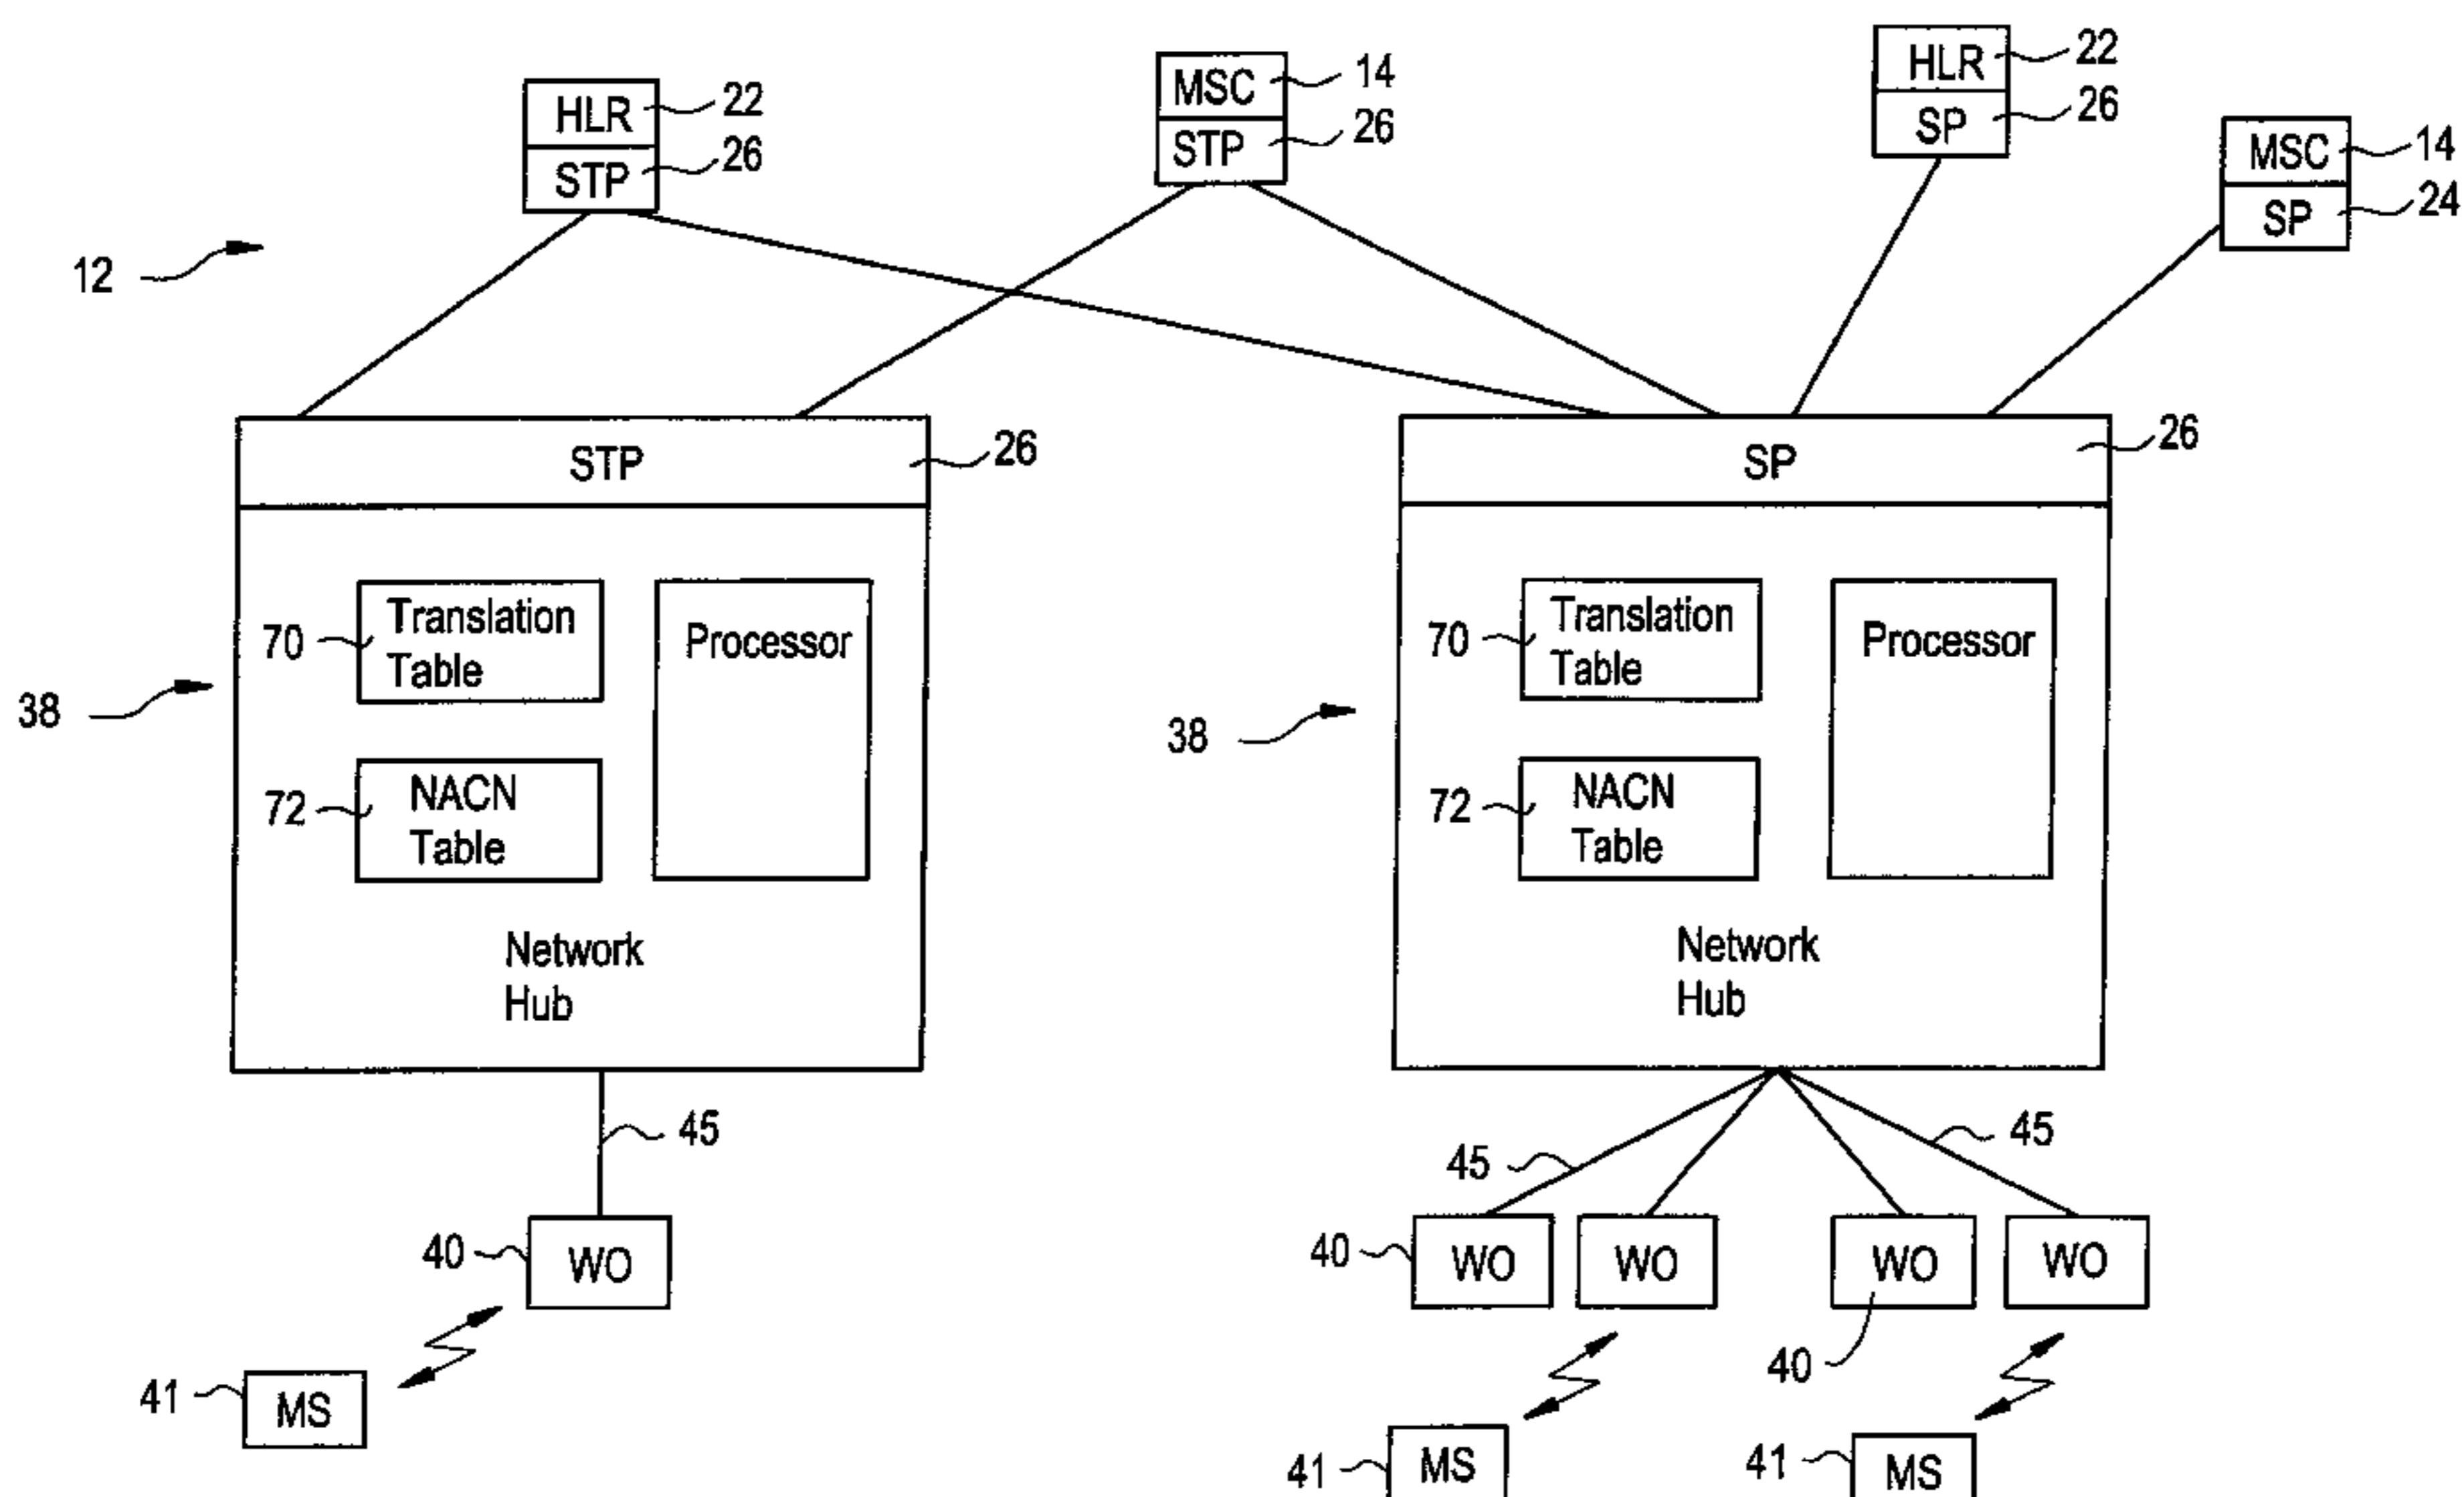 HLR 22
STP 26
MSC 14
STP 26
HLR 22
SP 26
MSC 14
SP 24
12
STP 26
SP 26
70 Translation
Table
Processor
38
72 NACN
Table
Network
Hub
70 Translation
Table
Processor
38
72 NACN
Table
Network
Hub
45
45
45
40 WO
40 WO
WO
WO
WO
40
41 MS
41 MS
41 MS